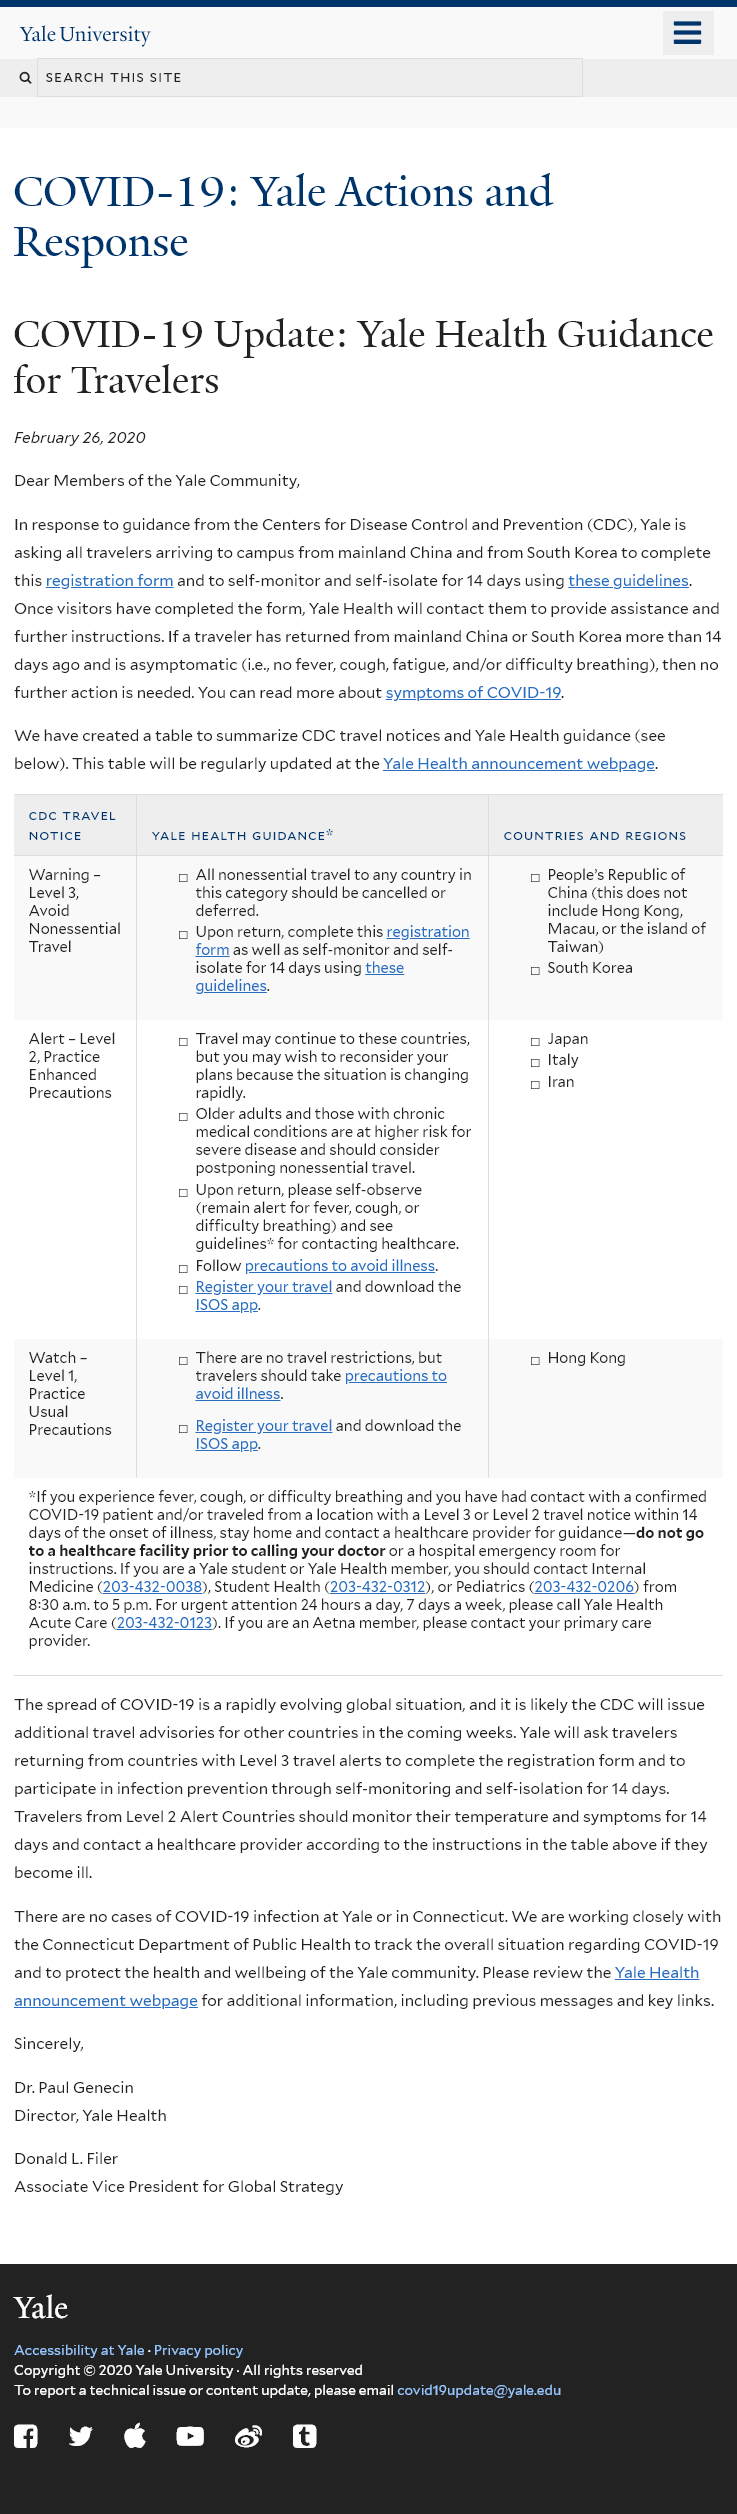 Yale University
SEARCH THIS SITE
COVID-19: Yale Actions and
Response
COVID-19 Update: Yale Health Guidance
for Travelers
February 26, 2020
Dear Members of the Yale Community,
In response to guidance from the Centers for Disease Control and Prevention (CDC), Yale is
asking all travelers arriving to campus from mainland China and from South Korea to complete
this registration form and to self-monitor and self-isolate for 14 days using these guidelines.
Once visitors have completed the form, Yale Health will contact them to provide assistance and
further instructions. If a traveler has returned from mainland China or South Korea more than 14
days ago and is asymptomatic (i.e., no fever, cough, fatigue, and/or difficulty breathing), then no
further action is needed. You can read more about symptoms of COVID-19.
We have created a table to summarize CDC travel notices and Yale Health guidance (see
below). This table will be regularly updated at the Yale Health announcement webpage.
CDC TRAVEL
NOTICE
YALE HEALTH GUIDANCE*
COUNTRIES AND REGIONS
Warning –
Level 3,
Avoid
Nonessential
Travel
All nonessential travel to any country in
this category should be cancelled or
deferred.
Upon return, complete this registration
form as well as self-monitor and self-
isolate for 14 days using these
guidelines.
People's Republic of
China (this does not
include Hong Kong,
Macau, or the island of
Taiwan)
South Korea
Alert – Level
2, Practice
Enhanced
Precautions
Travel may continue to these countries,
but you may wish to reconsider your
plans because the situation is changing
rapidly.
Older adults and those with chronic
medical conditions are at higher risk for
severe disease and should consider
postponing nonessential travel.
Upon return, please self-observe
(remain alert for fever, cough, or
difficulty breathing) and see
guidelines* for contacting healthcare.
Follow precautions to avoid illness.
Register your travel and download the
ISOS app.
Japan
Italy
Iran
Watch –
Level 1,
Practice
Usual
Precautions
There are no travel restrictions, but
travelers should take precautions to
avoid illness.
Register your travel and download the
ISOS app.
Hong Kong
*If you experience fever, cough, or difficulty breathing and you have had contact with a confirmed
COVID-19 patient and/or traveled from a location with a Level 3 or Level 2 travel notice within 14
days of the onset of illness, stay home and contact a healthcare provider for guidance—do not go
to a healthcare facility prior to calling your doctor or a hospital emergency room for
instructions. If you are a Yale student or Yale Health member, you should contact Internal
Medicine (203-432-0038), Student Health (203-432-0312), or Pediatrics (203-432-0206) from
8:30 a.m. to 5 p.m. For urgent attention 24 hours a day, 7 days a week, please call Yale Health
Acute Care (203-432-0123). If you are an Aetna member, please contact your primary care
provider.
The spread of COVID-19 is a rapidly evolving global situation, and it is likely the CDC will issue
additional travel advisories for other countries in the coming weeks. Yale will ask travelers
returning from countries with Level 3 travel alerts to complete the registration form and to
participate in infection prevention through self-monitoring and self-isolation for 14 days.
Travelers from Level 2 Alert Countries should monitor their temperature and symptoms for 14
days and contact a healthcare provider according to the instructions in the table above if they
become ill.
There are no cases of COVID-19 infection at Yale or in Connecticut. We are working closely with
the Connecticut Department of Public Health to track the overall situation regarding COVID-19
and to protect the health and wellbeing of the Yale community. Please review the Yale Health
announcement webpage for additional information, including previous messages and key links.
Sincerely,
Dr. Paul Genecin
Director, Yale Health
Donald L. Filer
Associate Vice President for Global Strategy
Yale
Accessibility at Yale · Privacy policy
Copyright © 2020 Yale University · All rights reserved
To report a technical issue or content update, please email covid19update@yale.edu